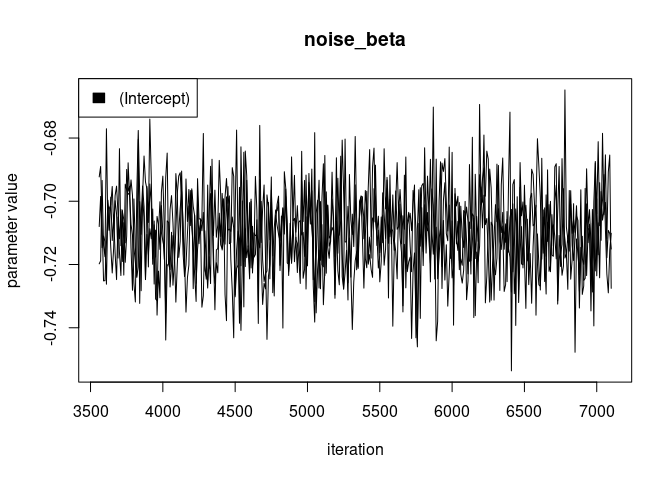 noise_beta
(Intercept)
parameter value
-0.68
-0.70
-0.72
-0.74
3500 4000 4500 5000 5500 6000 6500 7000
iteration